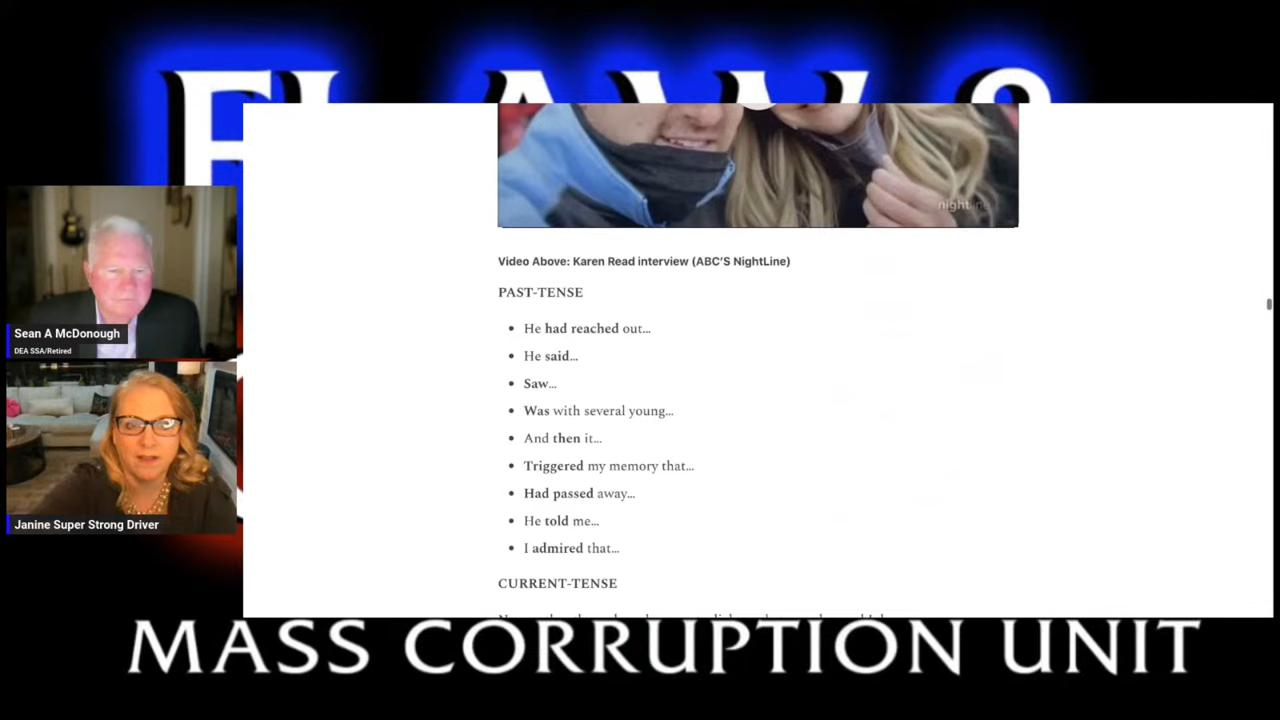 nightline
Video Above: Karen Read interview (ABC'S NightLine)
PAST-TENSE
• He had reached out…
• He said…
• Saw…
• Was with several young…
• And then it…
• Triggered my memory that…
• Had passed away…
• He told me…
• I admired that…
CURRENT-TENSE
Sean A McDonough
DEA SSA/Retired
Janine Super Strong Driver
MASS CORRUPTION UNIT